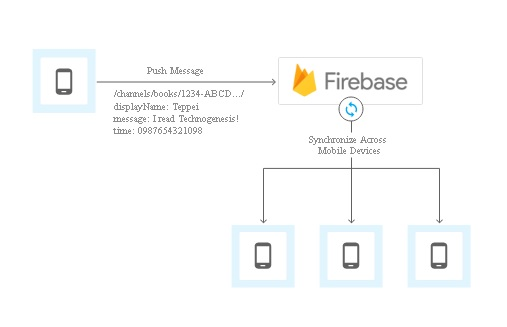 Push Message
/channels/books/1234-ABCD.../
displayName: Teppei
message: I read Technogenesis!
time: 0987654321098
Firebase
Synchronize Across
Mobile Devices